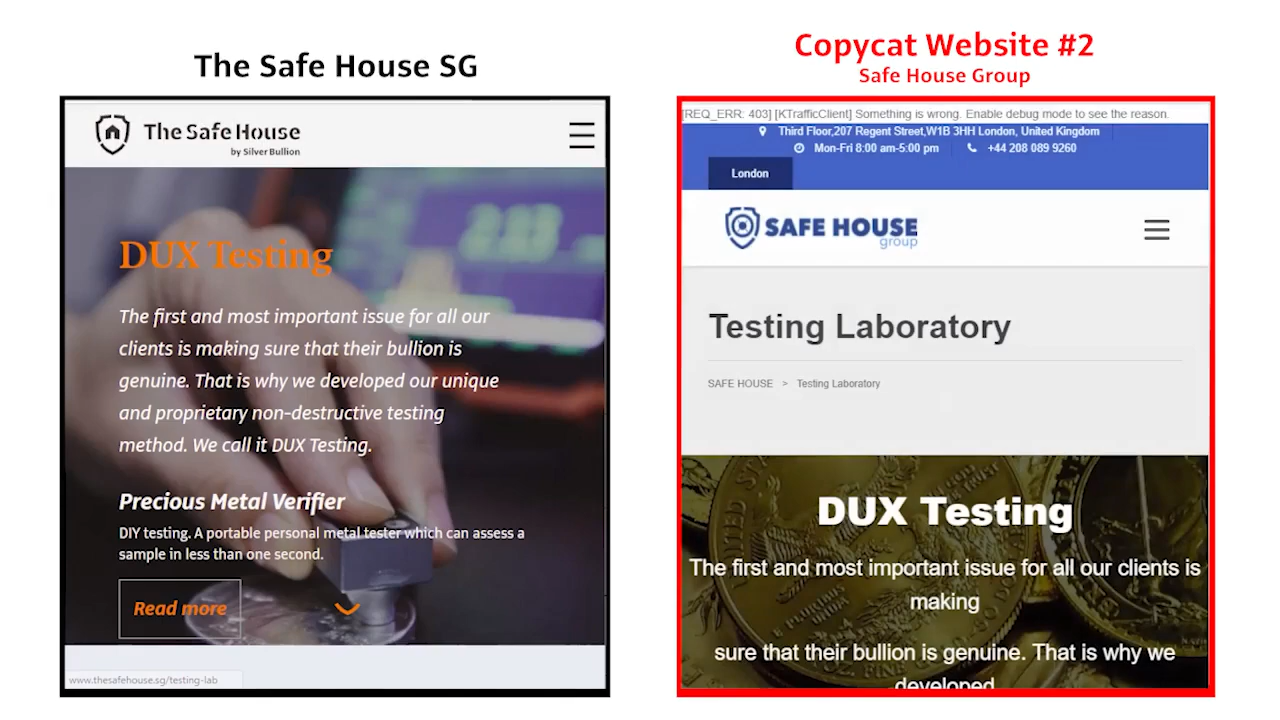 The Safe House SG
The Safe House
by Silver Bullion
DUX Testing
The first and most important issue for all our
clients is making sure that their bullion is
genuine. That is why we developed our unique
and proprietary non-destructive testing
method. We call it DUX Testing.
Precious Metal Verifier
DIY testing. A portable personal metal tester which can assess a
sample in less than one second.
Read more
www.thesafehouse.sg/testing-lab
Copycat Website #2
Safe House Group
[REQ_ERR: 403] [KTrafficClient] Something is wrong. Enable debug mode to see the reason.
Third Floor,207 Regent Street,W1B 3HH London, United Kingdom
Mon-Fri 8:00 am-5:00 pm +44 208 089 9260
London
SAFE HOUSE
group
Testing Laboratory
SAFE HOUSE > Testing Laboratory
DUX Testing
The first and most important issue for all our clients is
making
sure that their bullion is genuine. That is why we
developed